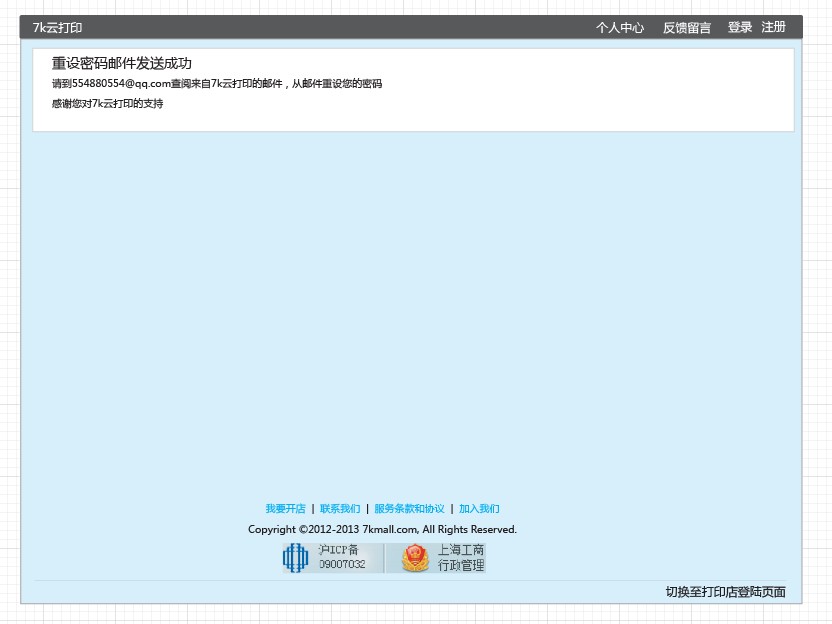 7k云打印 个人中心 反馈留言 登录 注册
重设密码邮件发送成功
请到554880554@qq.com查阅来自7k云打印的邮件，从邮件重设您的密码
感谢您对7k云打印的支持
我要开店 | 联系我们 | 服务条款和协议 | 加入我们
Copyright ©2012-2013 7kmall.com, All Rights Reserved.
沪ICP备 上海工商
09007032 行政管理
切换至打印店登陆页面